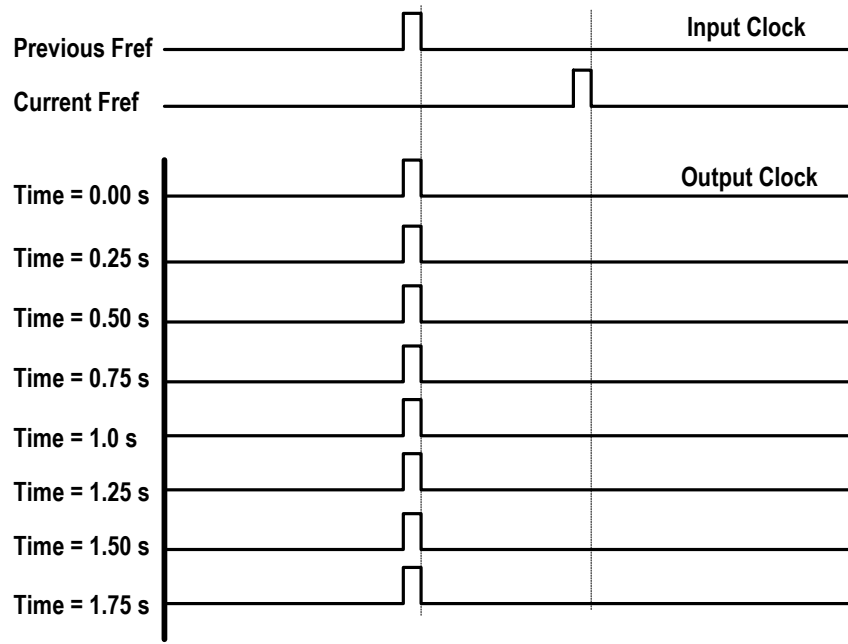 Input Clock
Previous Fref
Current Fref
Output Clock
Time = 0.00 s
Time = 0.25 s
Time = 0.50 s
Time = 0.75 s
Time = 1.0 s
Time = 1.25 s
Time = 1.50 s
Time = 1.75 s